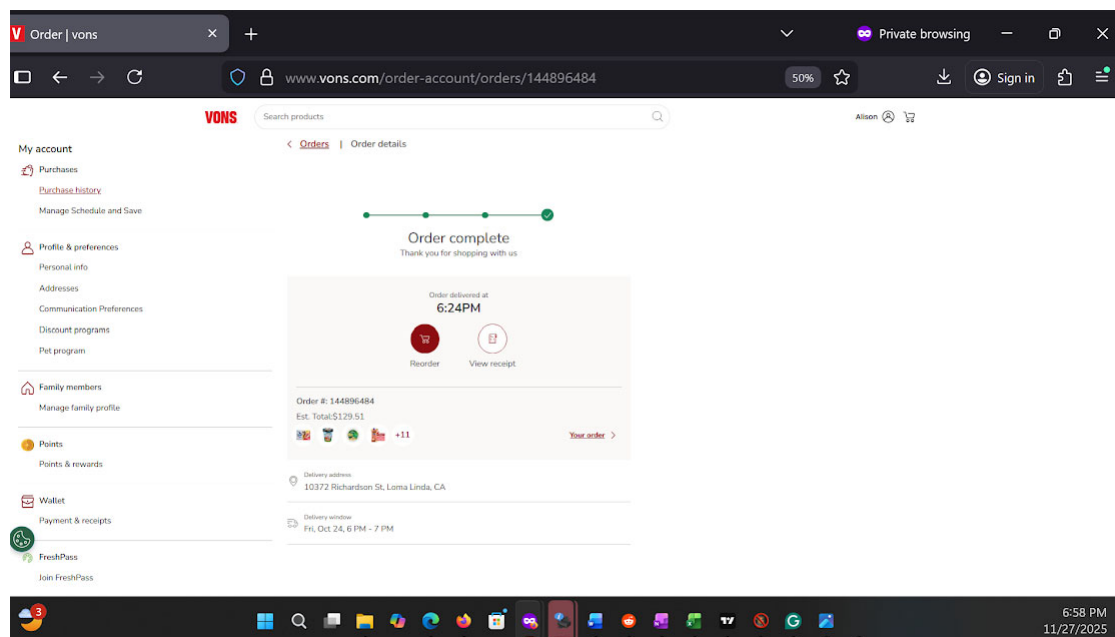 V Order | vons
Private browsing
www.vons.com/order-account/orders/144896484
50%
Sign in
VONS
Search products
Alison
My account
Orders | Order details
Purchases
Purchase history
Manage Schedule and Save
Profile & preferences
Personal info
Addresses
Communication Preferences
Discount programs
Pet program
Family members
Manage family profile
Points
Points & rewards
Wallet
Payment & receipts
FreshPass
Join FreshPass
Order complete
Thank you for shopping with us
Order delivered at
6:24PM
Reorder
View receipt
Order #: 144896484
Est. Total:$129.51
+11
Your order
Delivery address
10372 Richardson St, Loma Linda, CA
Delivery window
Fri, Oct 24, 6 PM - 7 PM
3
6:58 PM
11/27/2025